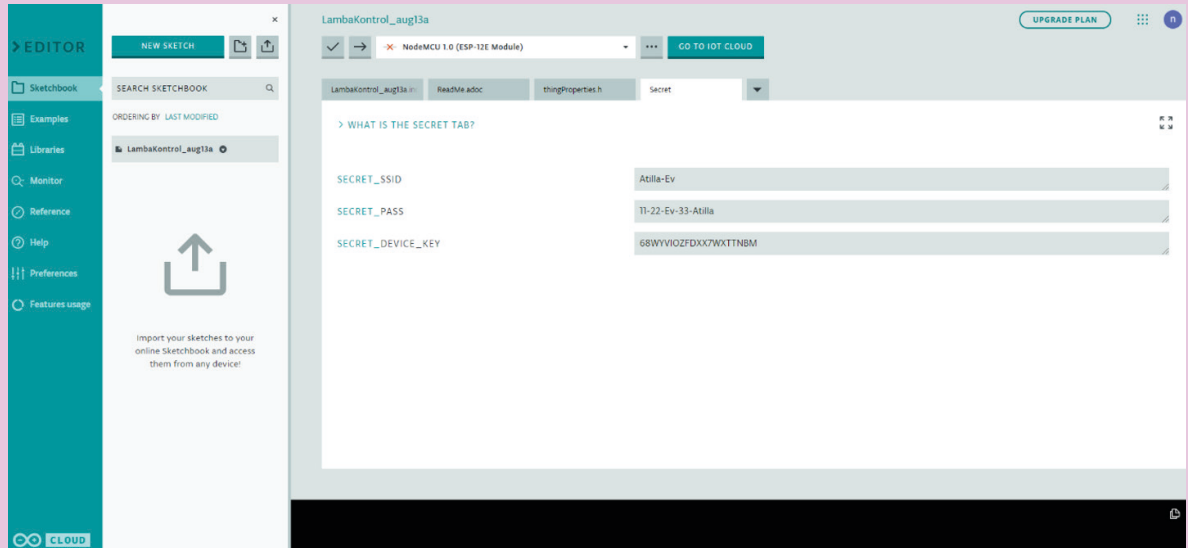 LambaKontrol_aug13a
UPGRADE PLAN
n
>EDITOR
NEW SKETCH
NodeMCU 1.0 (ESP-12E Module)
GO TO IOT CLOUD
Sketchbook
Examples
Libraries
Monitor
Reference
Help
Preferences
Features usage
SEARCH SKETCHBOOK
ORDERING BY LAST MODIFIED
LambaKontrol_aug13a
Import your sketches to your
online Sketchbook and access
them from any device!
LambaKontrol_aug13a.in
ReadMe.adoc
thingProperties.h
Secret
> WHAT IS THE SECRET TAB?
SECRET_SSID
Atilla-Ev
SECRET_PASS
11-22-Ev-33-Atilla
SECRET_DEVICE_KEY
68WYVIOZFDXX7WXTTNBM
CLOUD